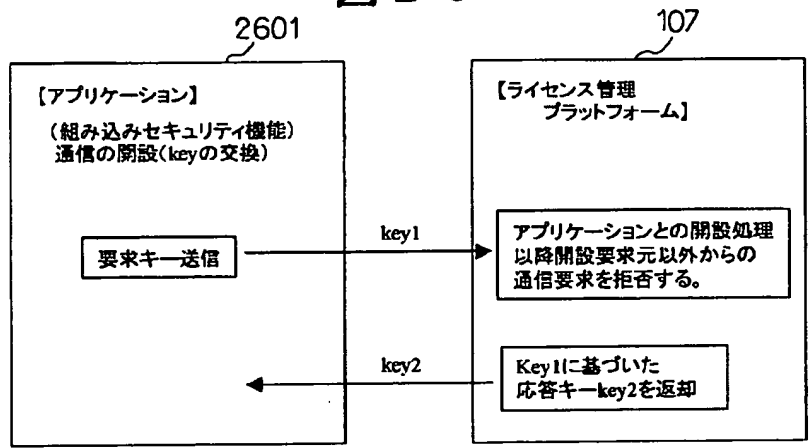 2601
107
【アプリケーション】
(組み込みセキュリティ機能)
通信の開設(keyの交換)
要求キー送信
key1
key2
【ライセンス管理
プラットフォーム】
アプリケーションとの開設処理
以降開設要求元以外からの
通信要求を拒否する。
Key1に基づいた
応答キーkey2を返却